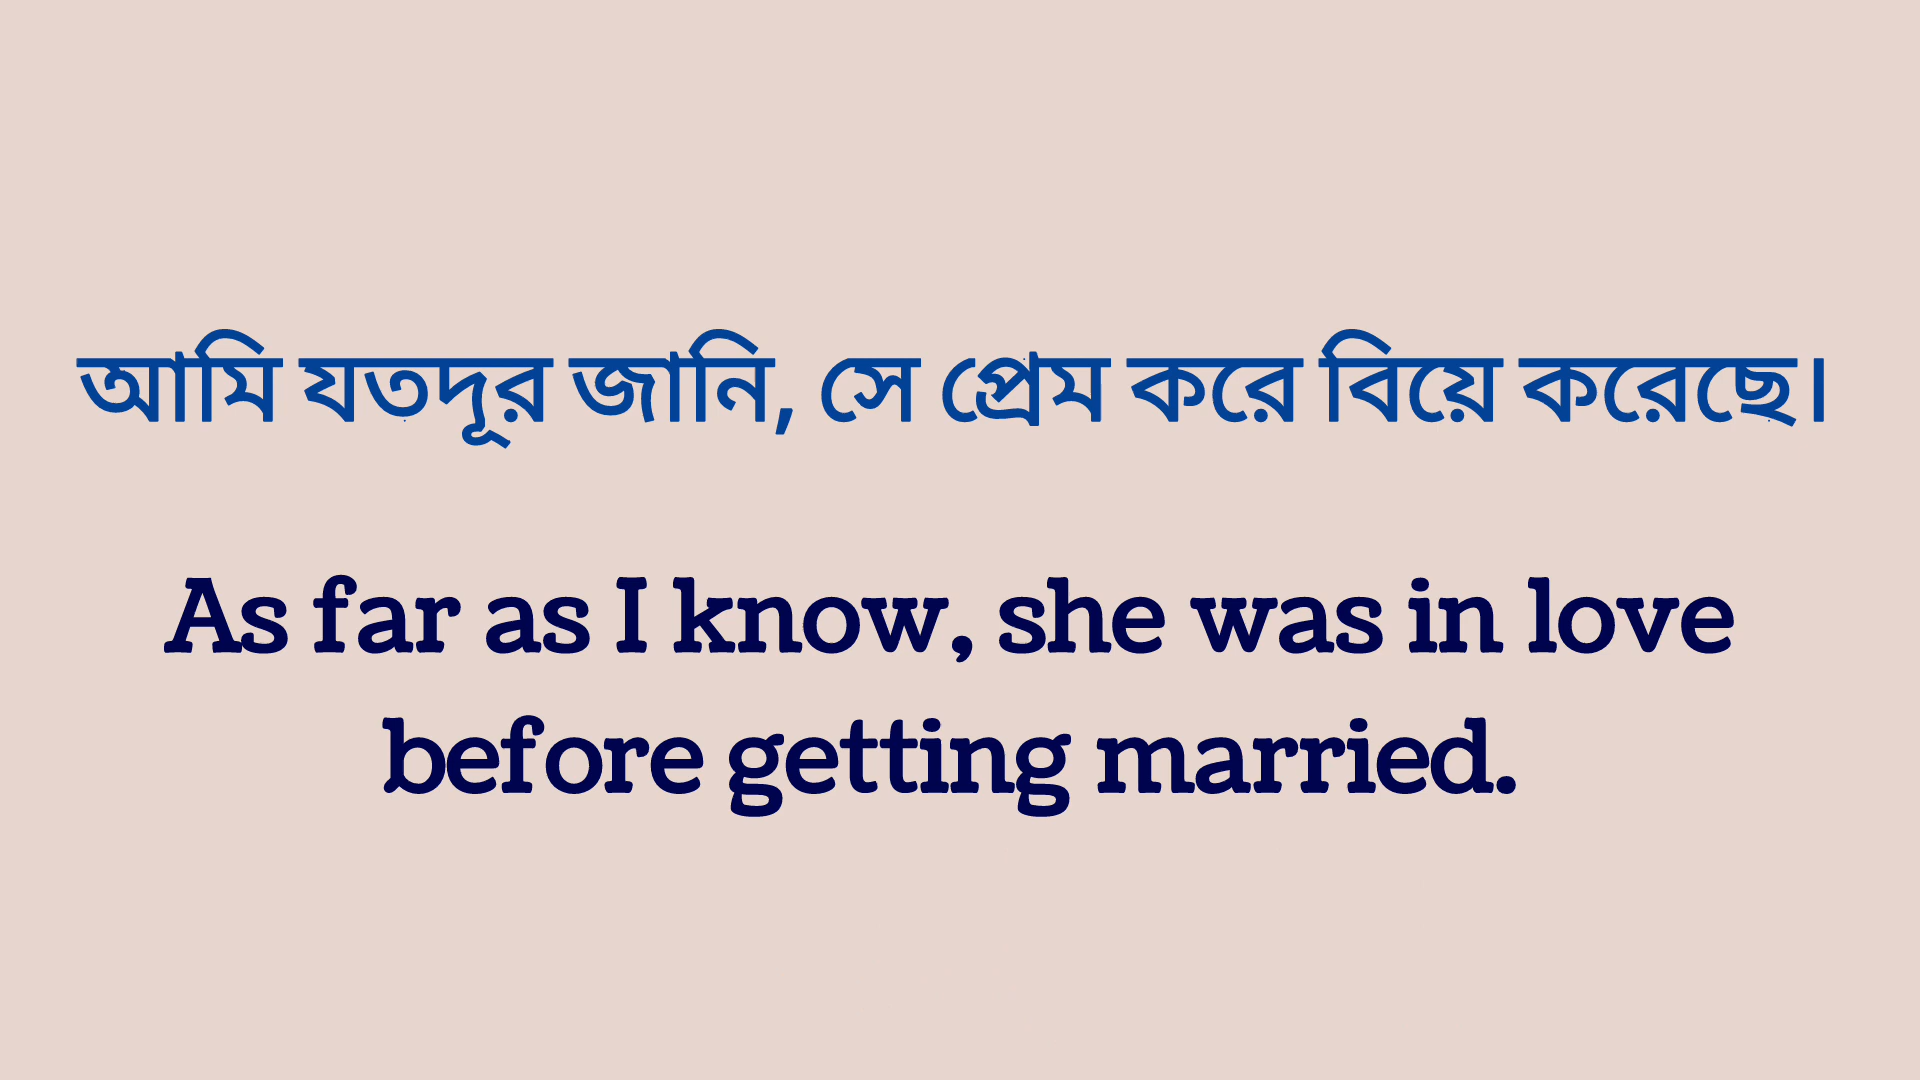 আমি যতদূর জানি, সে প্রেম করে বিয়ে করেছে।
As far as I know, she was in love
before getting married.